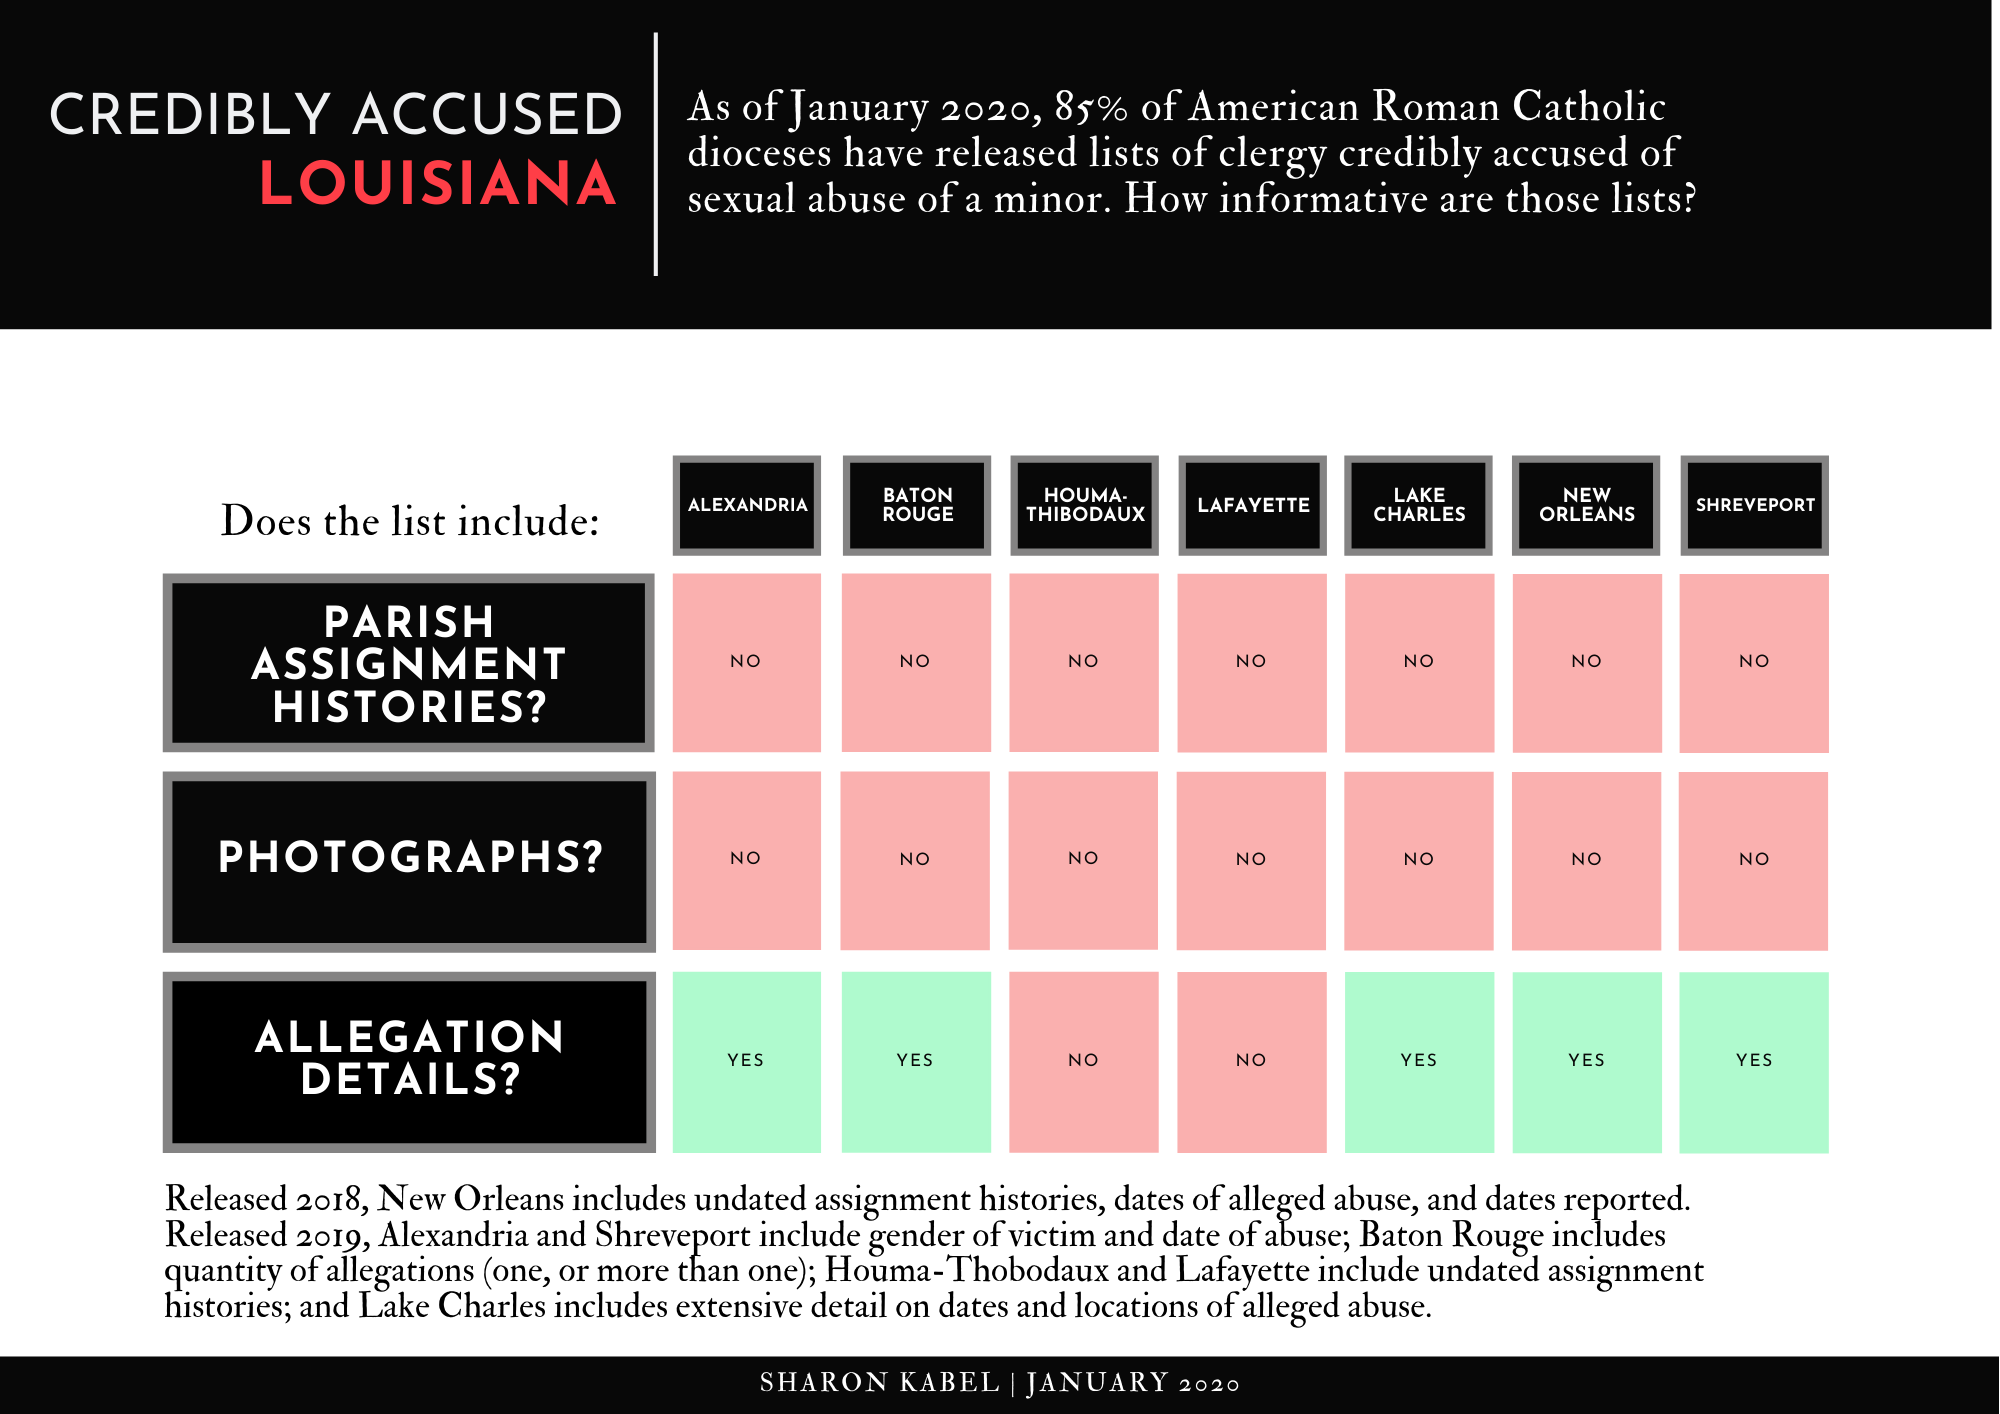 CREDIBLY ACCUSED
LOUISIANA
As of January 2020, 85% of American Roman Catholic
dioceses have released lists of clergy credibly accused of
sexual abuse of a minor. How informative are those lists?
Does the list include:
ALEXANDRIA
BATON
ROUGE
HOUMA-
THIBODAUX
LAFAYETTE
LAKE
CHARLES
NEW
ORLEANS
SHREVEPORT
PARISH
ASSIGNMENT
HISTORIES?
NO NO NO NO NO NO NO
PHOTOGRAPHS?
NO NO NO NO NO NO NO
ALLEGATION
DETAILS?
YES YES NO NO YES YES YES
Released 2018, New Orleans includes undated assignment histories, dates of alleged abuse, and dates reported.
Released 2019, Alexandria and Shreveport include gender of victim and date of abuse; Baton Rouge includes
quantity of allegations (one, or more than one); Houma-Thobodaux and Lafayette include undated assignment
histories; and Lake Charles includes extensive detail on dates and locations of alleged abuse.
SHARON KABEL | JANUARY 2020